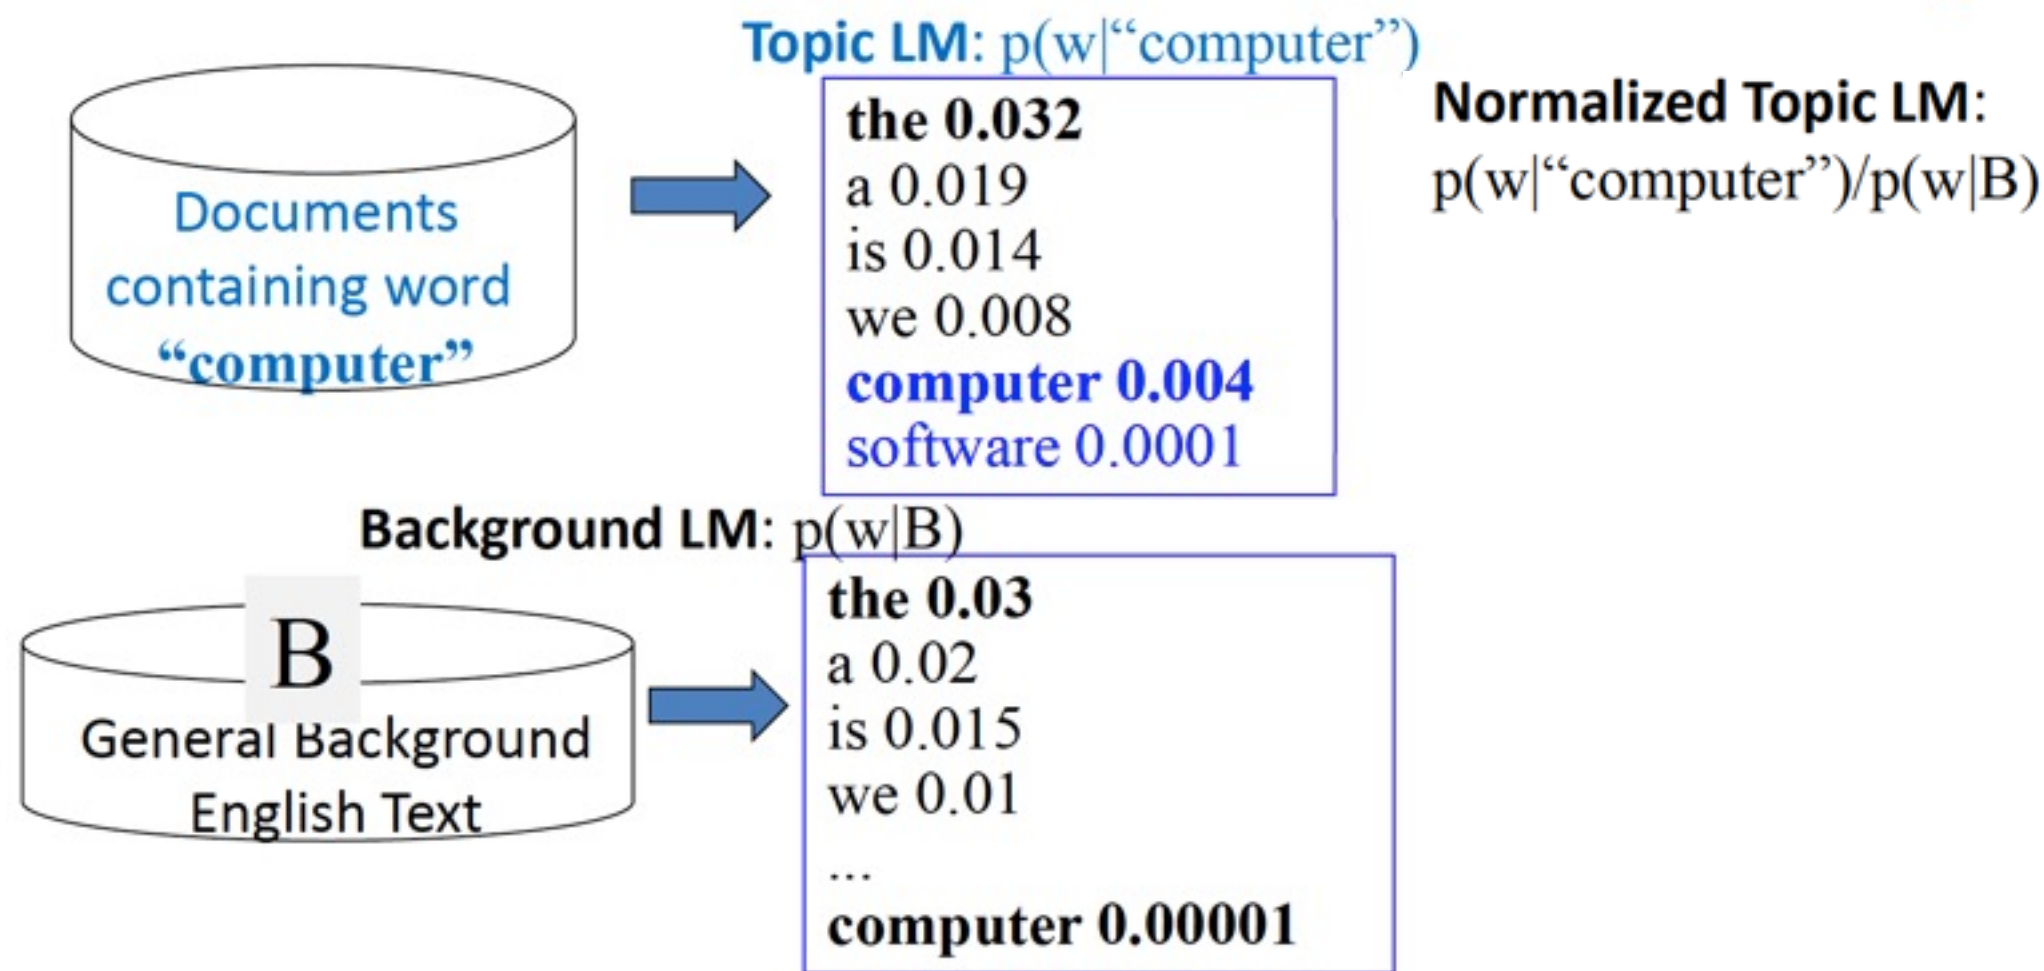 Topic LM: p(w|“computer”)
Documents
containing word
“computer”
the 0.032
a 0.019
is 0.014
we 0.008
computer 0.004
software 0.0001
Normalized Topic LM:
p(w|“computer”)/p(w|B)
Background LM: p(w|B)
B
General Background
English Text
the 0.03
a 0.02
is 0.015
we 0.01
...
computer 0.00001